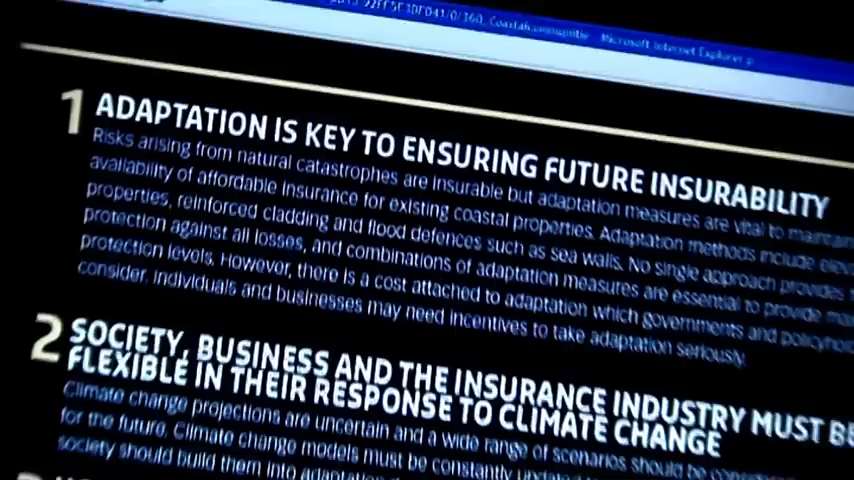 Coastalcommunitie - Microsoft Internet Explorer p
1 ADAPTATION IS KEY TO ENSURING FUTURE INSURABILITY
Risks arising from natural catastrophes are insurable but adaptation measures are vital to maintain
availability of affordable insurance for existing coastal properties. Adaptation methods include
properties, reinforced cladding and flood defences such as sea walls. No single approach provides
protection against all losses, and combinations of adaptation measures are essential to provide
protection levels. However, there is a cost attached to adaptation which governments and
consider. Individuals and businesses may need incentives to take adaptation seriously.
2 SOCIETY, BUSINESS AND THE INSURANCE INDUSTRY MUST BE
FLEXIBLE IN THEIR RESPONSE TO CLIMATE CHANGE
Climate change projections are uncertain and a wide range of scenarios should be
for the future. Climate change models must be constantly updated
society should build them into